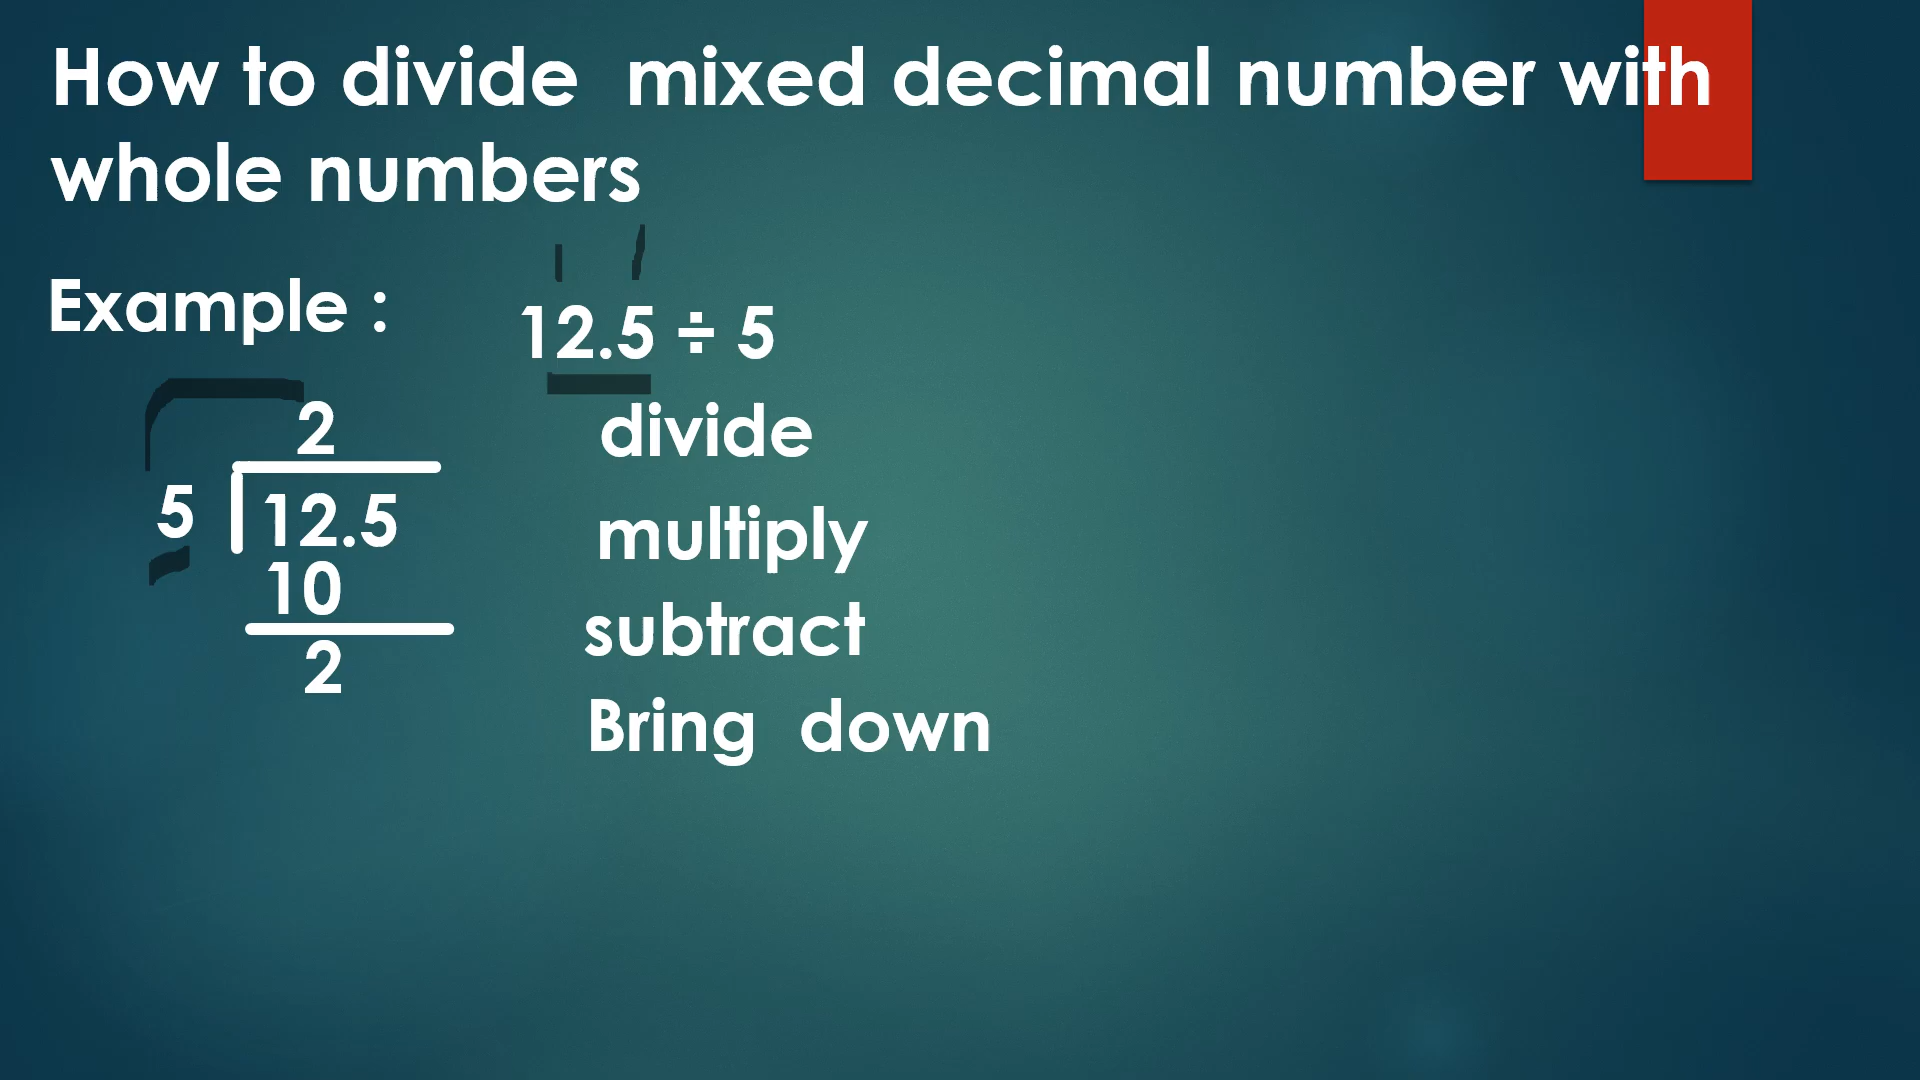 How to divide mixed decimal number with
whole numbers
Example :
12.5 ÷ 5
2
5 12.5
10
2
divide
multiply
subtract
Bring down